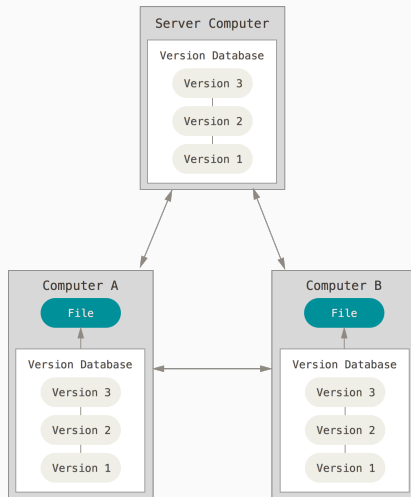 Server Computer
Version Database
Version 3
Version 2
Version 1
Computer A
File
Version Database
Version 3
Version 2
Version 1
Computer B
File
Version Database
Version 3
Version 2
Version 1